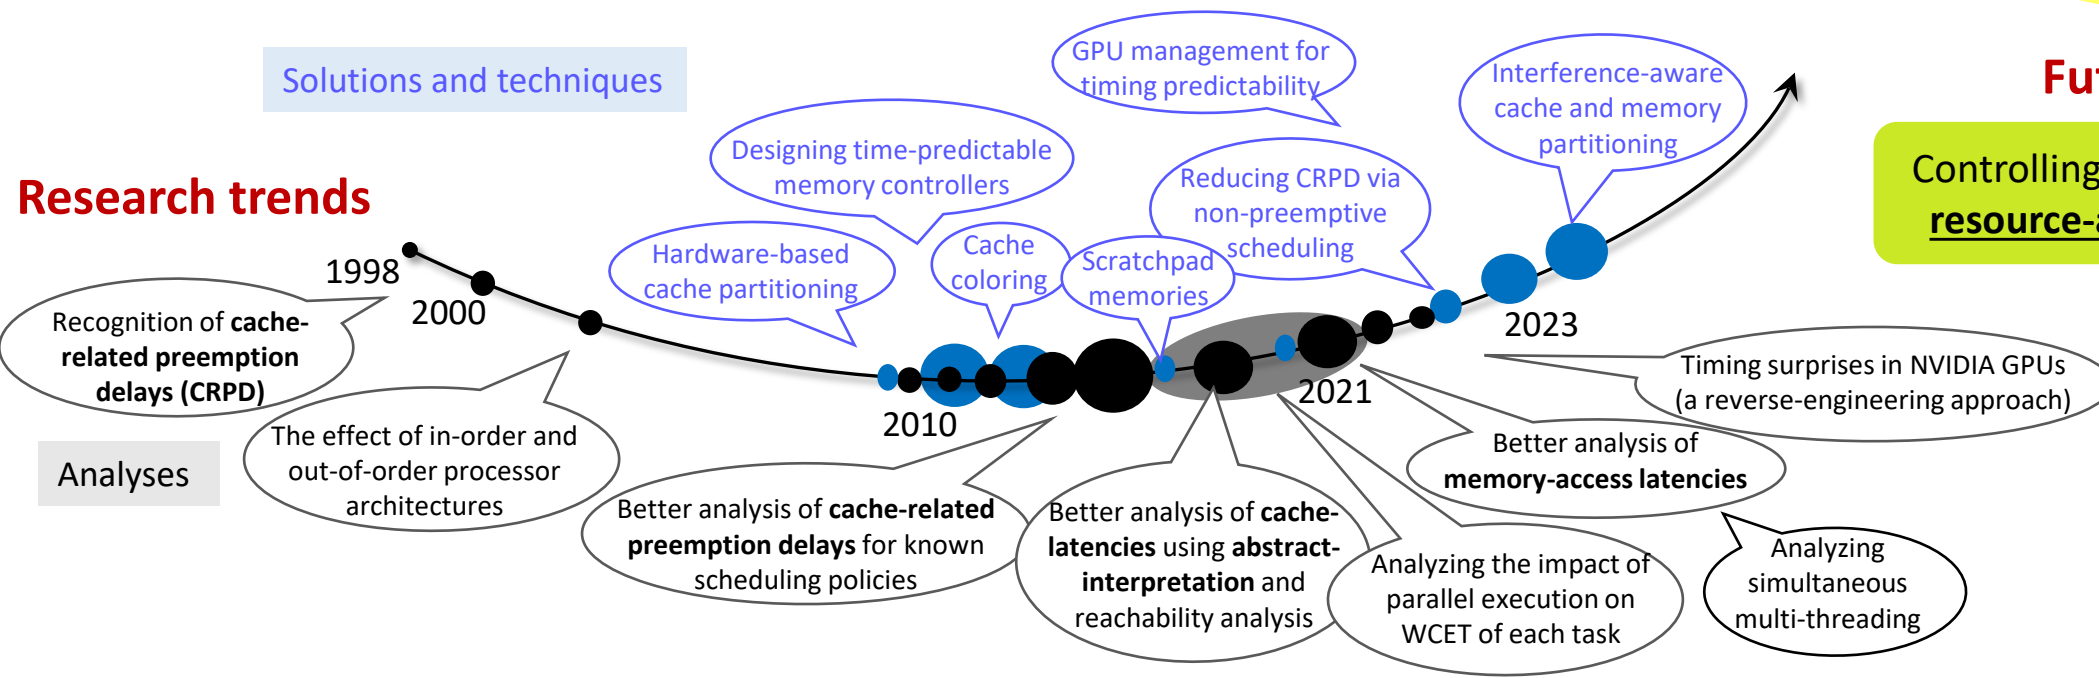 Solutions and techniques
Research trends
GPU management for
timing predictability
Interference-aware
cache and memory
partitioning
Designing time-predictable
memory controllers
Reducing CRPD via
non-preemptive
scheduling
Hardware-based
cache partitioning
Cache
coloring
Scratchpad
memories
Fut
Controlling
resource-a
1998
2000
2010
2021
2023
Recognition of cache-
related preemption
delays (CRPD)
Analyses
The effect of in-order and
out-of-order processor
architectures
Better analysis of cache-related
preemption delays for known
scheduling policies
Better analysis of cache-
latencies using abstract-
interpretation and
reachability analysis
Analyzing the impact of
parallel execution on
WCET of each task
Better analysis of
memory-access latencies
Timing surprises in NVIDIA GPUs
(a reverse-engineering approach)
Analyzing
simultaneous
multi-threading